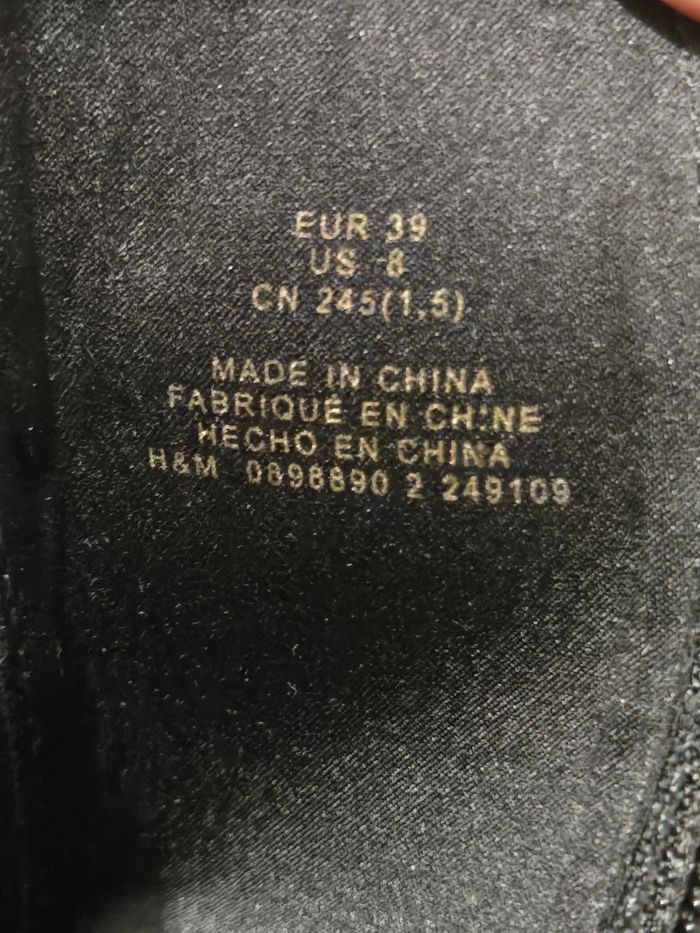 EUR 39
US 8
CN 245(1,5)
MADE IN CHINA
FABRIQUÉ EN CHINE
HECHO EN CHINA
H&M 0898890 2 249109